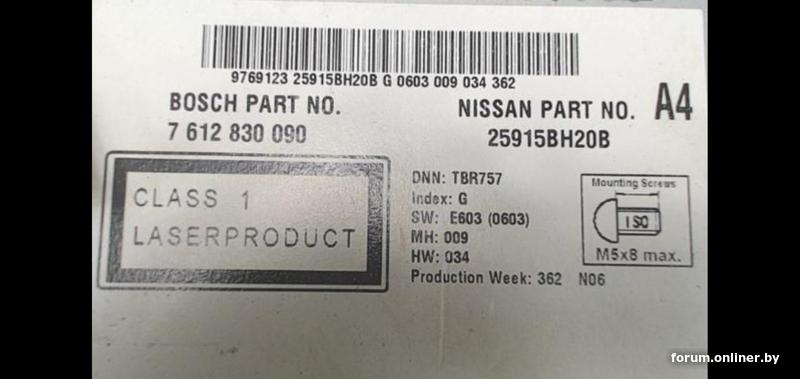 9769123 25915BH20B G 0603 009 034 362
BOSCH PART NO.
7 612 830 090
NISSAN PART NO. A4
25915BH20B
CLASS 1
LASERPRODUCT
DNN: TBR757
Index: G
SW: E603 (0603)
MH: 009
HW: 034
Production Week: 362 N06
Mounting Screws
ISO
M5x8 max.
forum.onliner.by